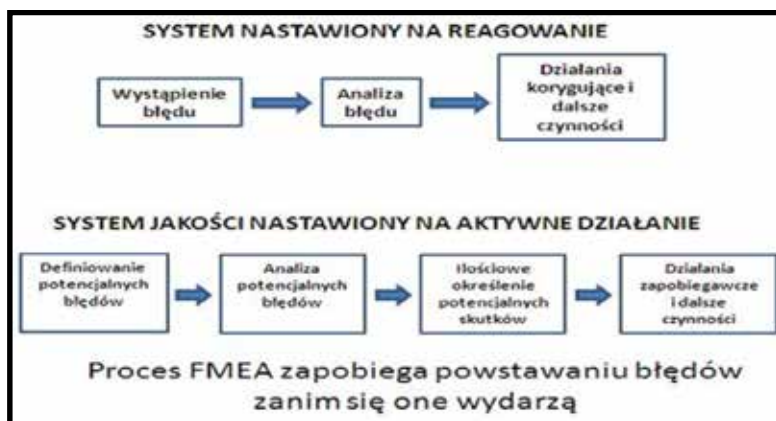 SYSTEM NASTAWIONY NA REAGOWANIE
Wystąpienie
błędu
Analiza
błędu
Działania
korygujące i
dalsze
czynności
SYSTEM JAKOŚCI NASTAWIONY NA AKTYWNE DZIAŁANIE
Definiowanie
potencjalnych
błędów
Analiza
potencjalnych
błędów
Ilościowe
określenie
potencjalnych
skutków
Działania
zapobiegawcze
i dalsze
czynności
Proces FMEA zapobiega powstawaniu błędów
zanim się one wydarzą